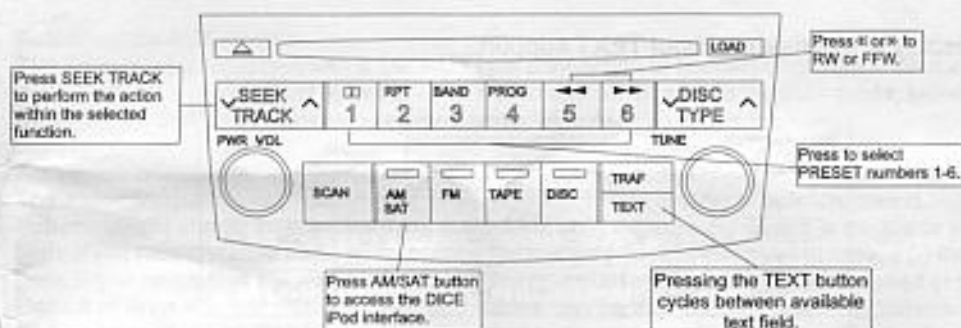 LOAD
Press « or » to
RW or FFW.
Press SEEK TRACK
to perform the action
within the selected
function.
SEEK
TRACK
1
RPT
2
BAND
3
PROG
4
◄◄
5
►►
6
DISC
TYPE
PWR VOL
TUNE
Press to select
PRESET numbers 1-6.
SCAN
AM
SAT
FM
TAPE
DISC
TRAF
TEXT
Press AM/SAT button
to access the DICE
iPod interface.
Pressing the TEXT button
cycles between available
text field.